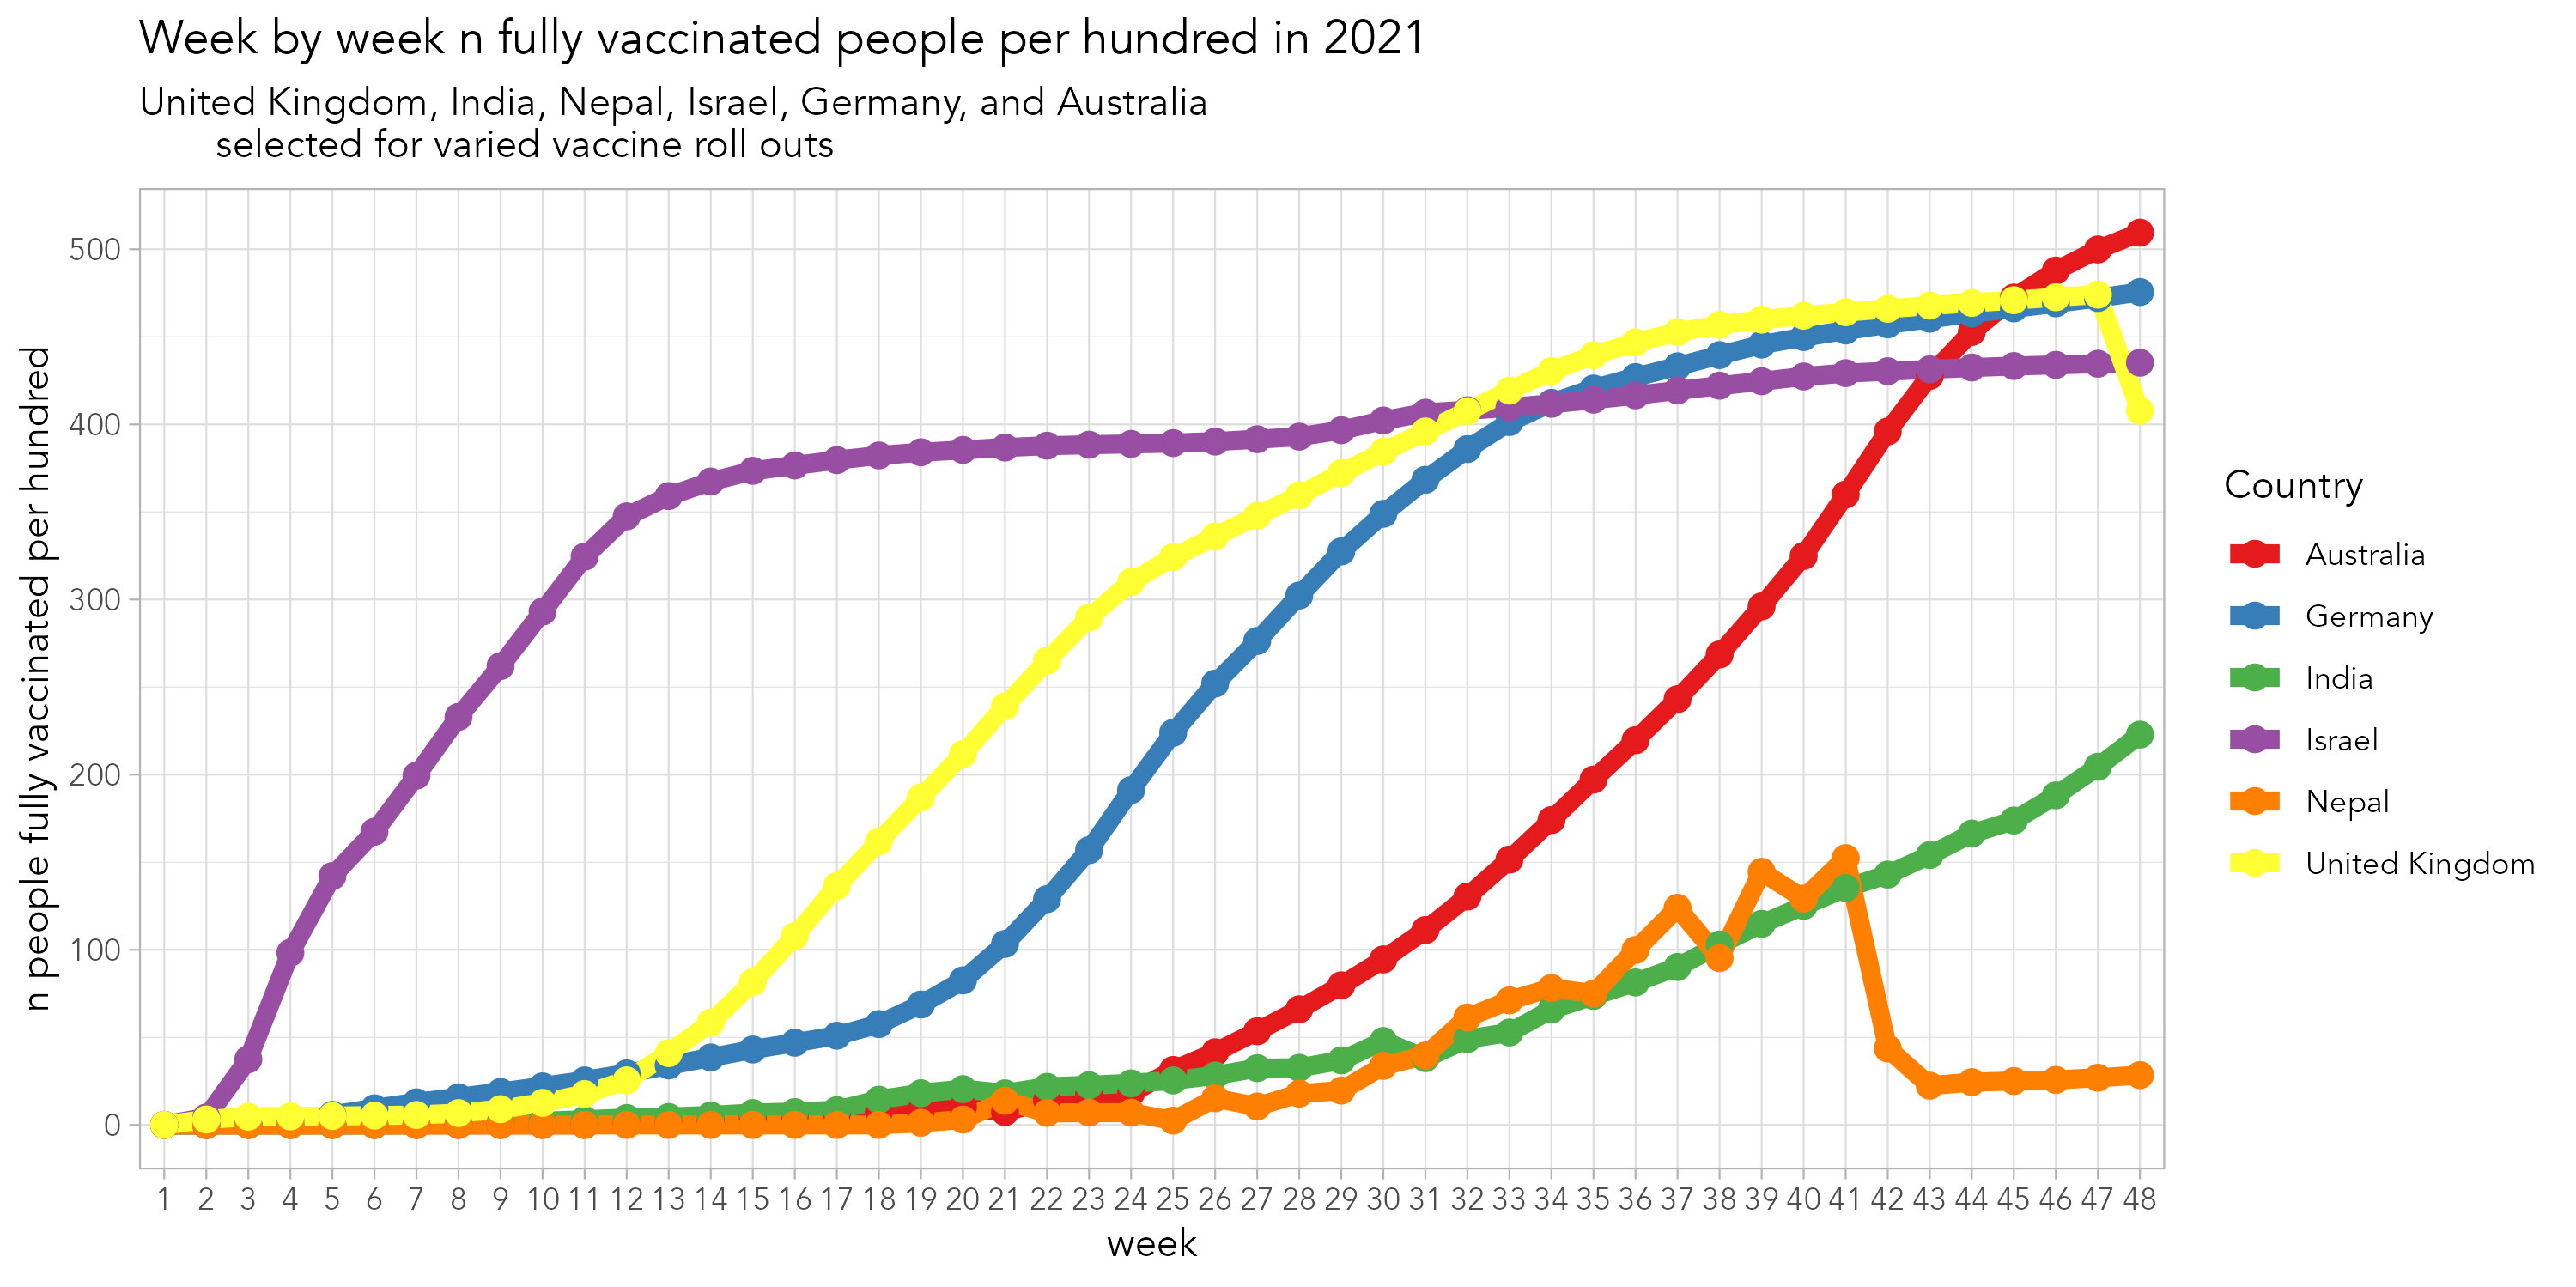 Week by week n fully vaccinated people per hundred in 2021
United Kingdom, India, Nepal, Israel, Germany, and Australia
selected for varied vaccine roll outs
n people fully vaccinated per hundred
500
400
300
200
100
0
1 2 3 4 5 6 7 8 9 10 11 12 13 14 15 16 17 18 19 20 21 22 23 24 25 26 27 28 29 30 31 32 33 34 35 36 37 38 39 40 41 42 43 44 45 46 47 48
week
Country
Australia
Germany
India
Israel
Nepal
United Kingdom